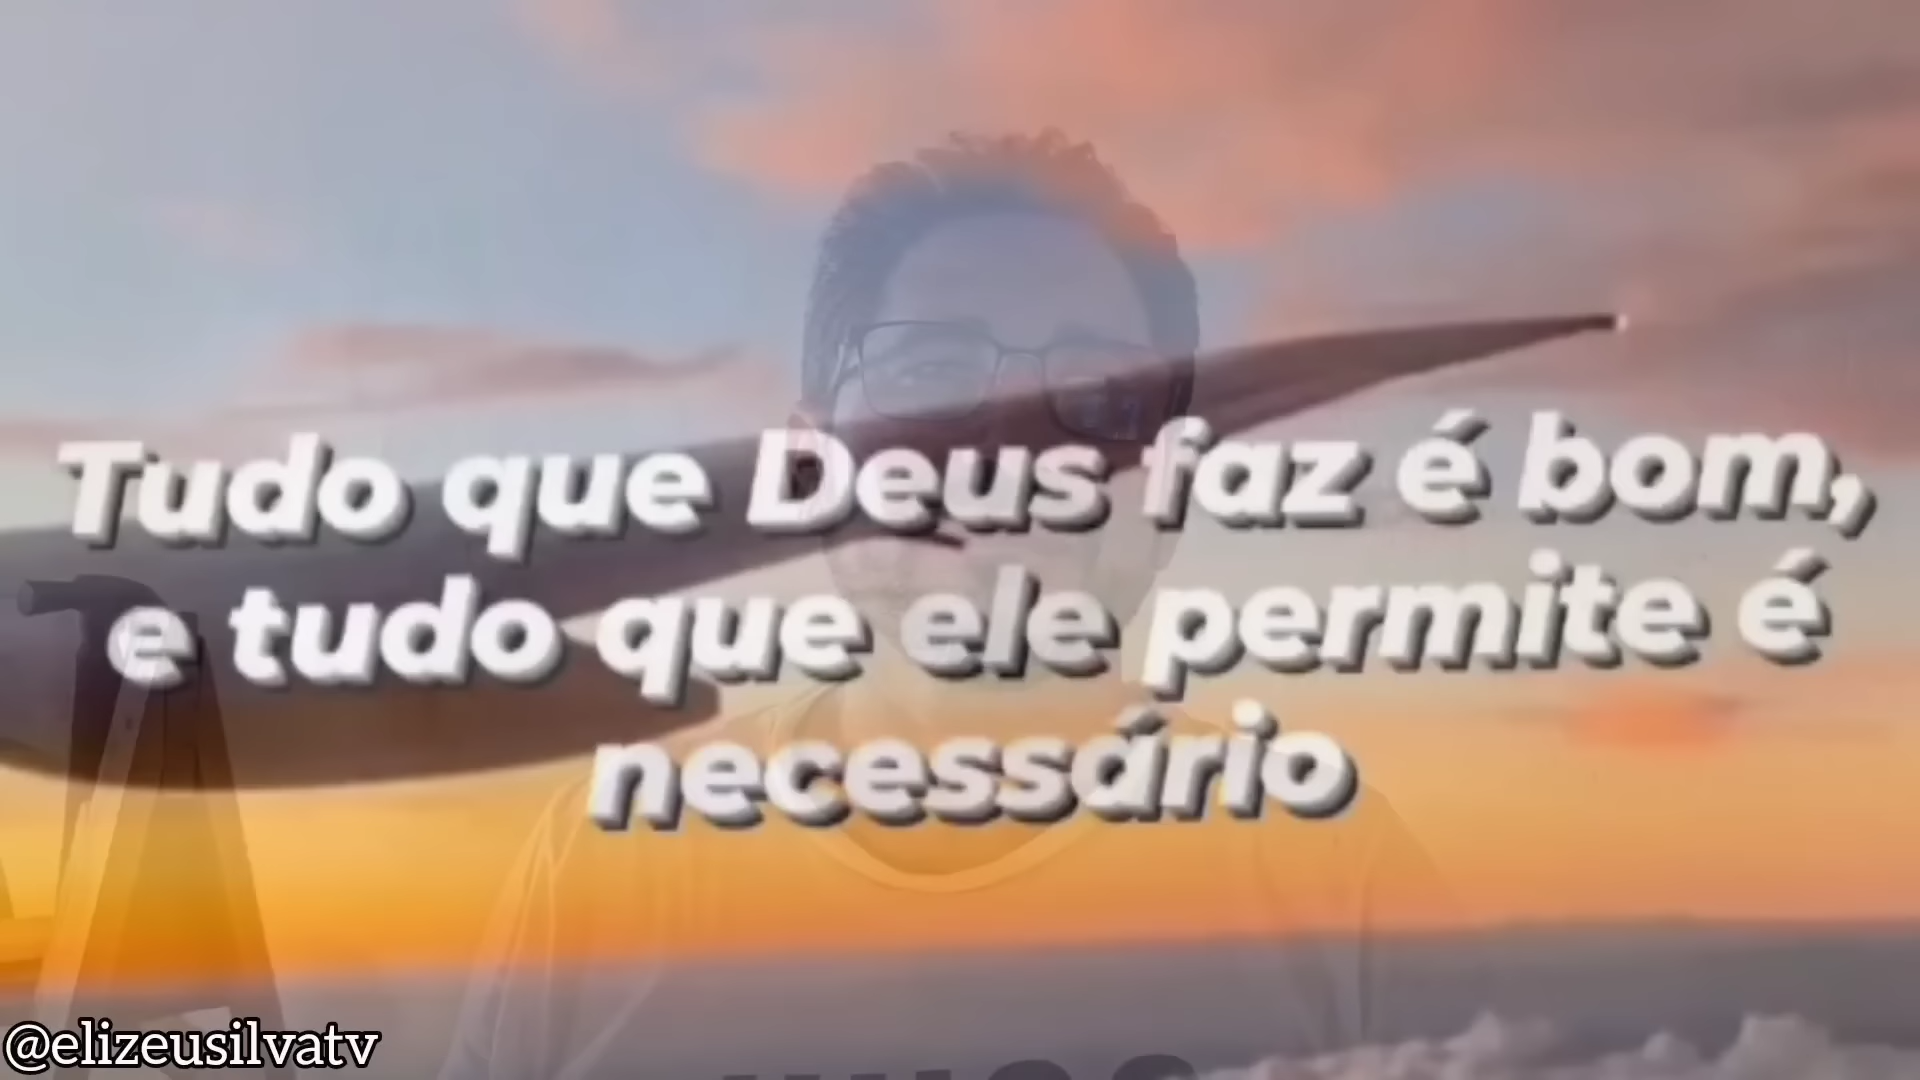 Tudo que Deus faz é bom,
e tudo que ele permite é
necessário
@elizeusilvatv